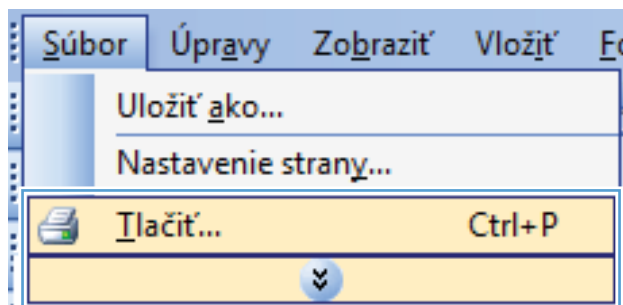 Súbor Úpravy Zobraziť Vložiť
Uložiť ako...
Nastavenie strany...
Tlačiť... Ctrl+P